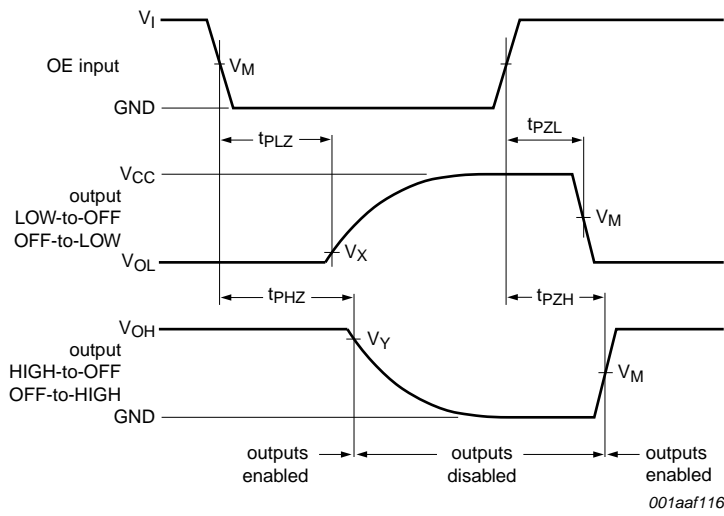 VI
OE input
VM
GND
tPLZ
tPZL
VCC
output
LOW-to-OFF
OFF-to-LOW
VM
VX
VOL
tPHZ
tPZH
VOH
output
HIGH-to-OFF
OFF-to-HIGH
VY
VM
GND
outputs
enabled
outputs
disabled
outputs
enabled
001aaf116